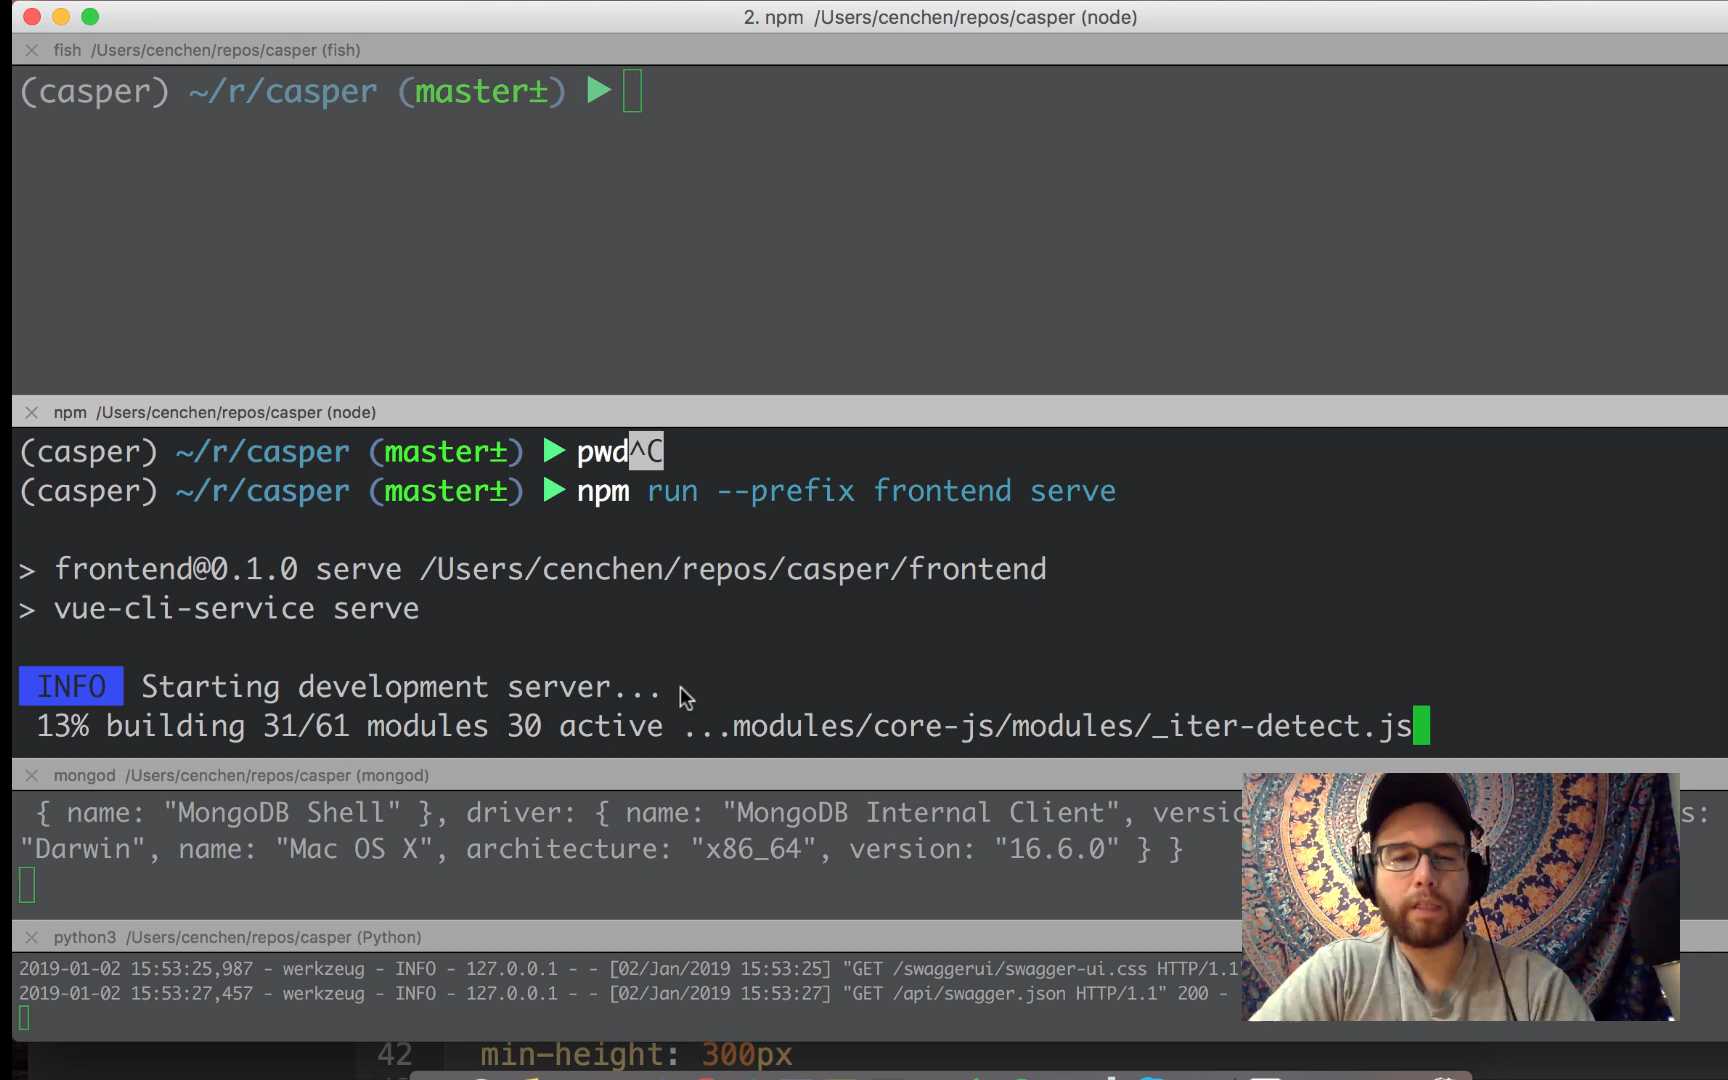 2. npm /Users/cenchen/repos/casper (node)
fish /Users/cenchen/repos/casper (fish)
(casper) ~/r/casper (master±) ▶
npm /Users/cenchen/repos/casper (node)
(casper) ~/r/casper (master±) ▶ pwd^C
(casper) ~/r/casper (master±) ▶ npm run --prefix frontend serve
> frontend@0.1.0 serve /Users/cenchen/repos/casper/frontend
> vue-cli-service serve
INFO Starting development server...
13% building 31/61 modules 30 active ...modules/core-js/modules/_iter-detect.js
mongod /Users/cenchen/repos/casper (mongod)
{ name: "MongoDB Shell" }, driver: { name: "MongoDB Internal Client", versio s:
"Darwin", name: "Mac OS X", architecture: "x86_64", version: "16.6.0" } }
python3 /Users/cenchen/repos/casper (Python)
2019-01-02 15:53:25,987 - werkzeug - INFO - 127.0.0.1 - - [02/Jan/2019 15:53:25] "GET /swaggerui/swagger-ui.css HTTP/1.1
2019-01-02 15:53:27,457 - werkzeug - INFO - 127.0.0.1 - - [02/Jan/2019 15:53:27] "GET /api/swagger.json HTTP/1.1" 200 -
42 min-height: 300px